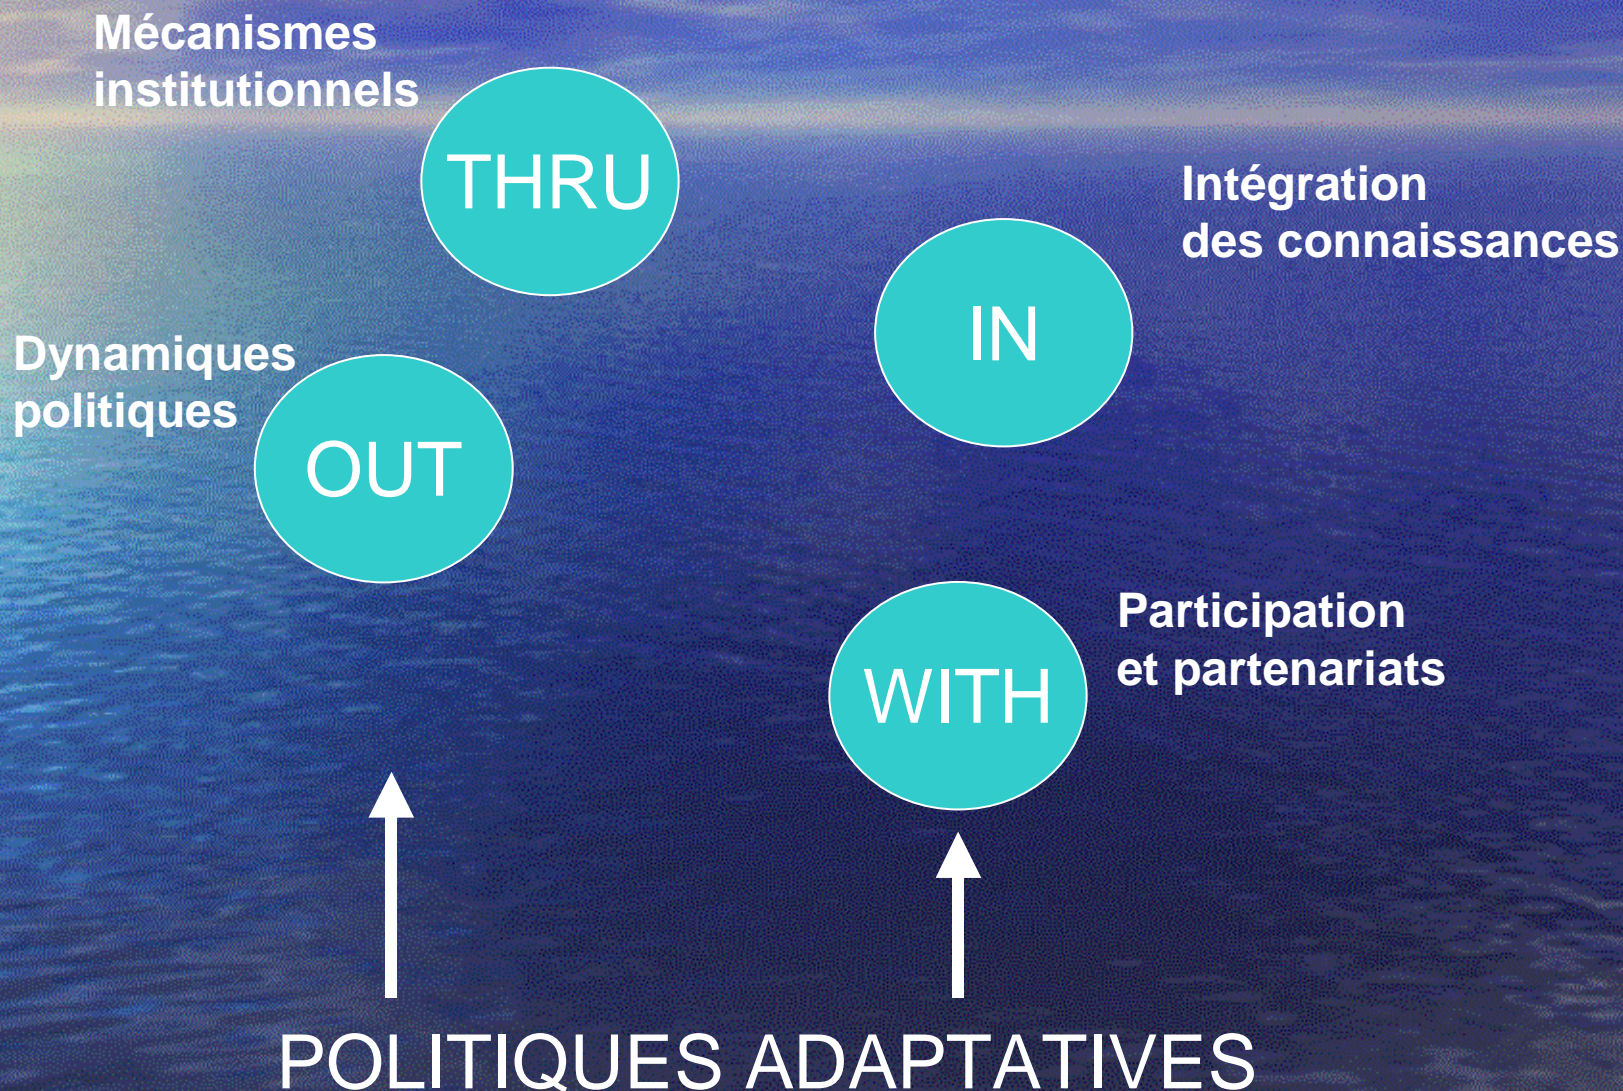 Mécanismes
institutionnels
THRU
Intégration
des connaissances
IN
Dynamiques
politiques
OUT
Participation
et partenariats
WITH
POLITIQUES ADAPTATIVES